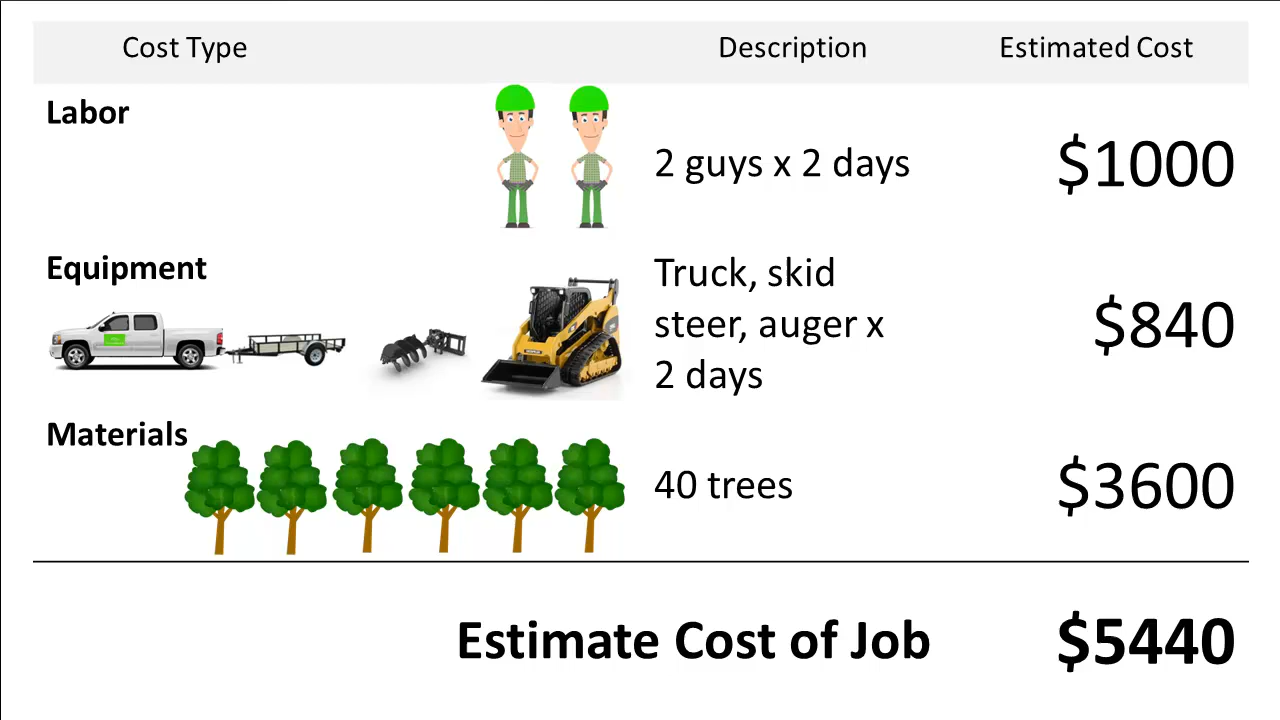 Cost Type Description Estimated Cost
Labor
2 guys x 2 days $1000
Equipment
Truck, skid
steer, auger x
2 days
$840
Materials
40 trees $3600
Estimate Cost of Job $5440